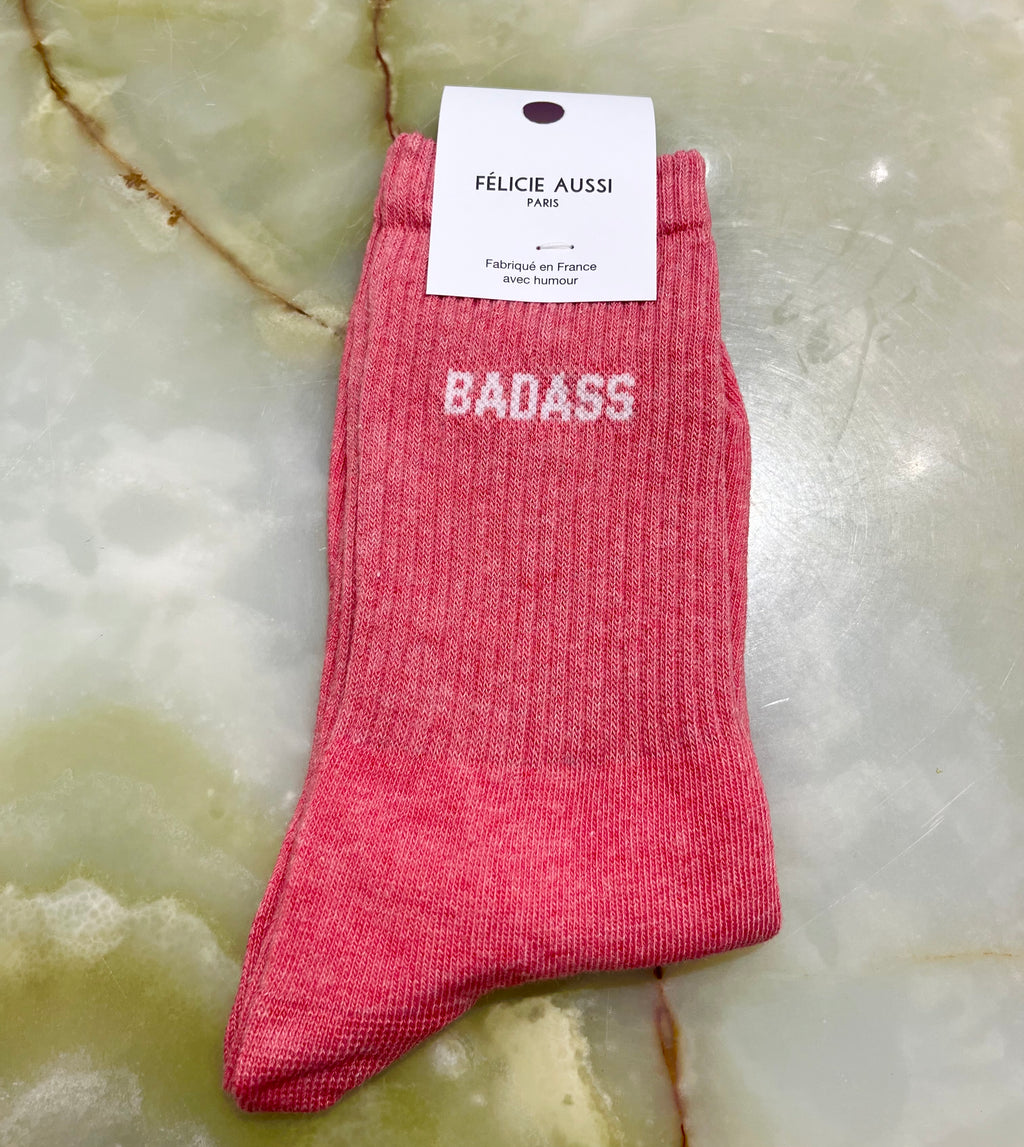 FÉLICIE AUSSI
PARIS
Fabriqué en France
avec humour
BADASS